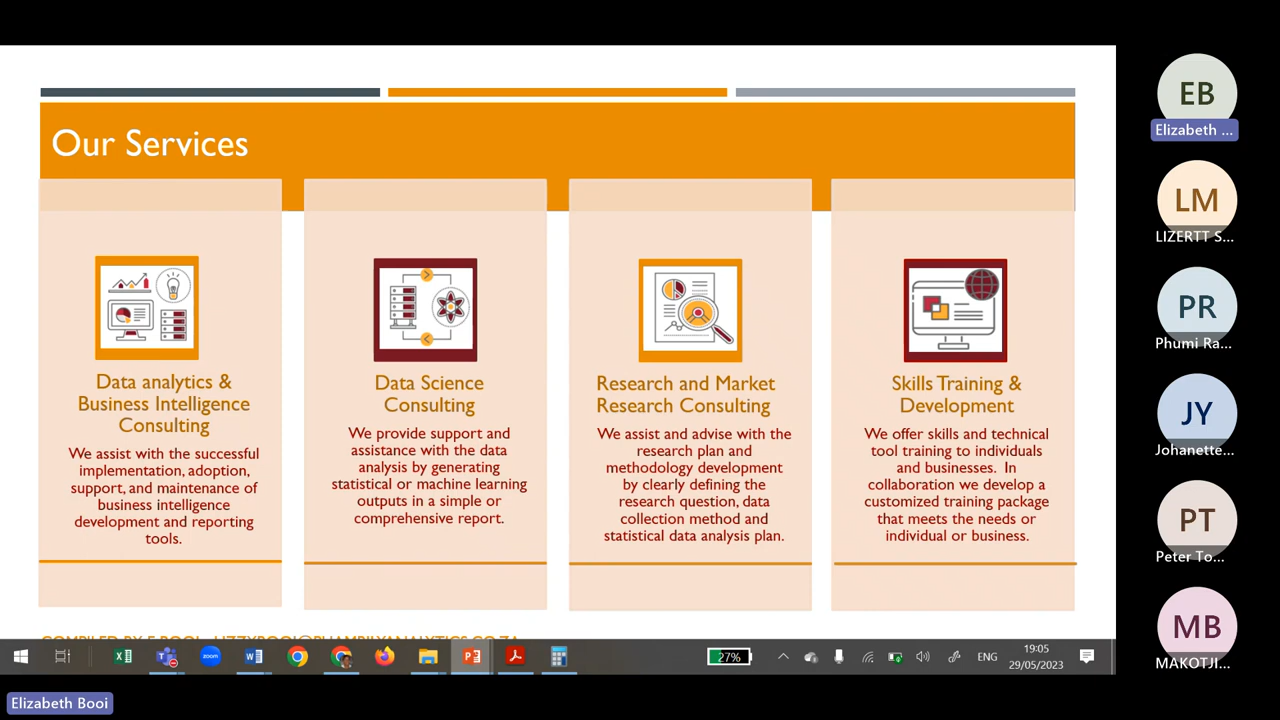 Our Services
Data analytics &
Business Intelligence
Consulting
We assist with the successful
implementation, adoption,
support, and maintenance of
business intelligence
development and reporting
tools.
Data Science
Consulting
We provide support and
assistance with the data
analysis by generating
statistical or machine learning
outputs in a simple or
comprehensive report.
Research and Market
Research Consulting
We assist and advise with the
research plan and
methodology development
by clearly defining the
research question, data
collection method and
statistical data analysis plan.
Skills Training &
Development
We offer skills and technical
tool training to individuals
and businesses. In
collaboration we develop a
customized training package
that meets the needs or
individual or business.
EB
Elizabeth ...
LM
LIZERTT S...
PR
Phumi Ra...
JY
Johanette...
PT
Peter To...
MB
MAKOTJI...
27%
ENG
19:05
29/05/2023
Elizabeth Booi